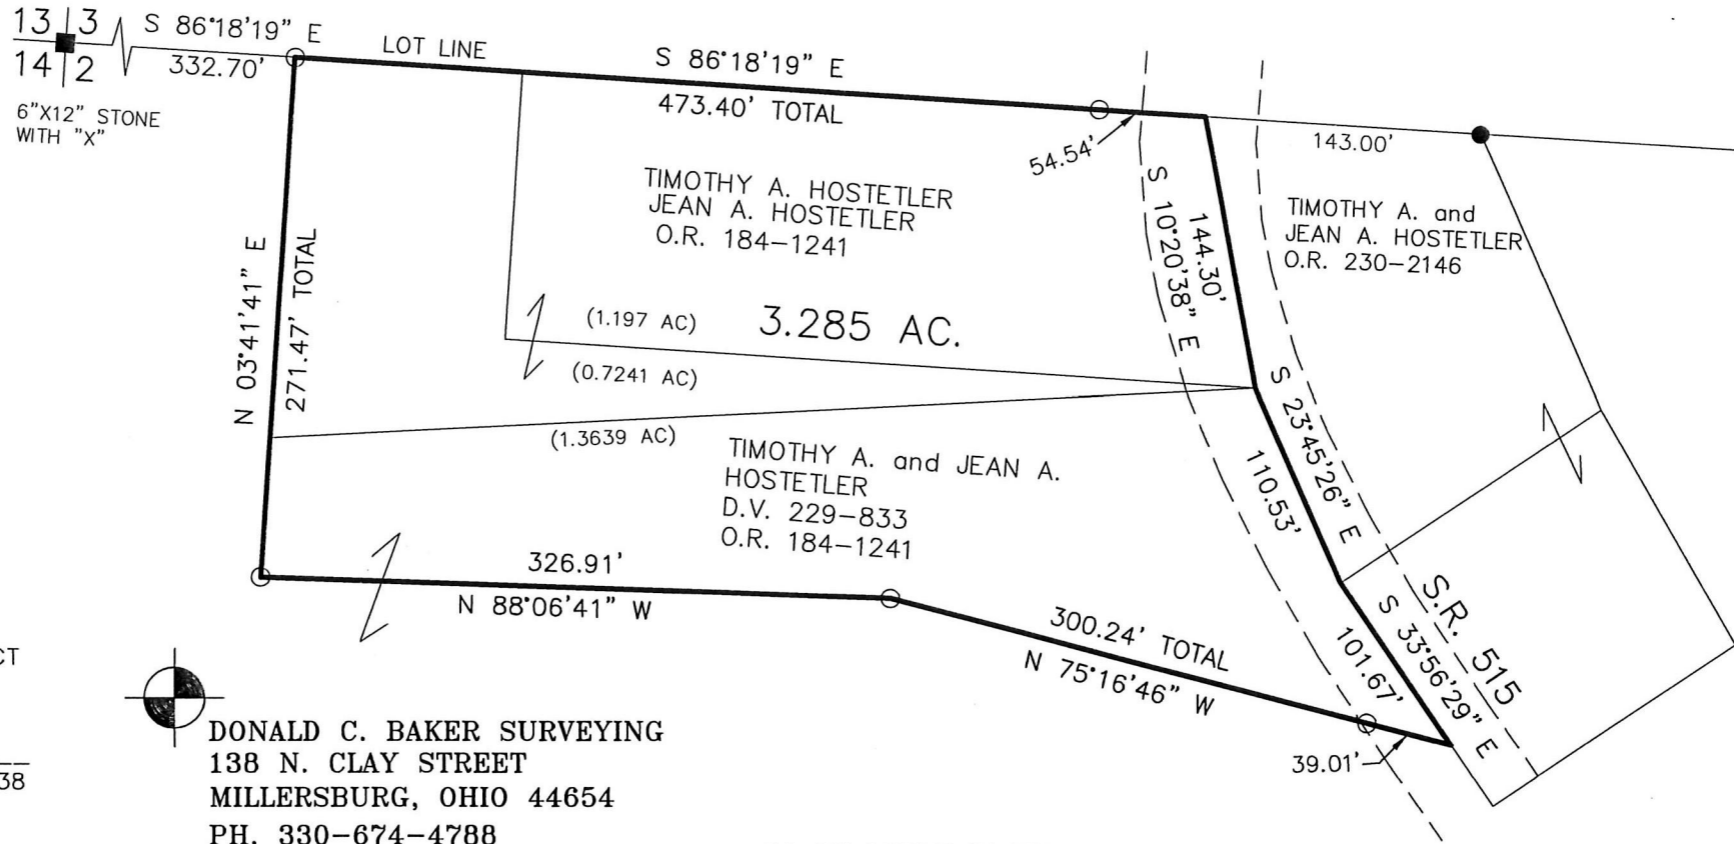 13 3
14 2
6"X12" STONE
WITH "X"
S 86°18'19" E
332.70'
LOT LINE
S 86°18'19" E
473.40' TOTAL
54.54'
143.00'
TIMOTHY A. HOSTETLER
JEAN A. HOSTETLER
O.R. 184-1241
S 10°20'38" E
144.30'
TIMOTHY A. and
JEAN A. HOSTETLER
O.R. 230-2146
N 03°41'41" E
271.47' TOTAL
(1.197 AC)
3.285 AC.
(0.7241 AC)
(1.3639 AC)
S 23°45'26" E
110.53'
TIMOTHY A. and JEAN A.
HOSTETLER
D.V. 229-833
O.R. 184-1241
326.91'
N 88°06'41" W
300.24' TOTAL
N 75°16'46" W
S.R. 515
S 33°56'29" E
101.67'
39.01'
CT
38
DONALD C. BAKER SURVEYING
138 N. CLAY STREET
MILLERSBURG, OHIO 44654
PH. 330-674-4788